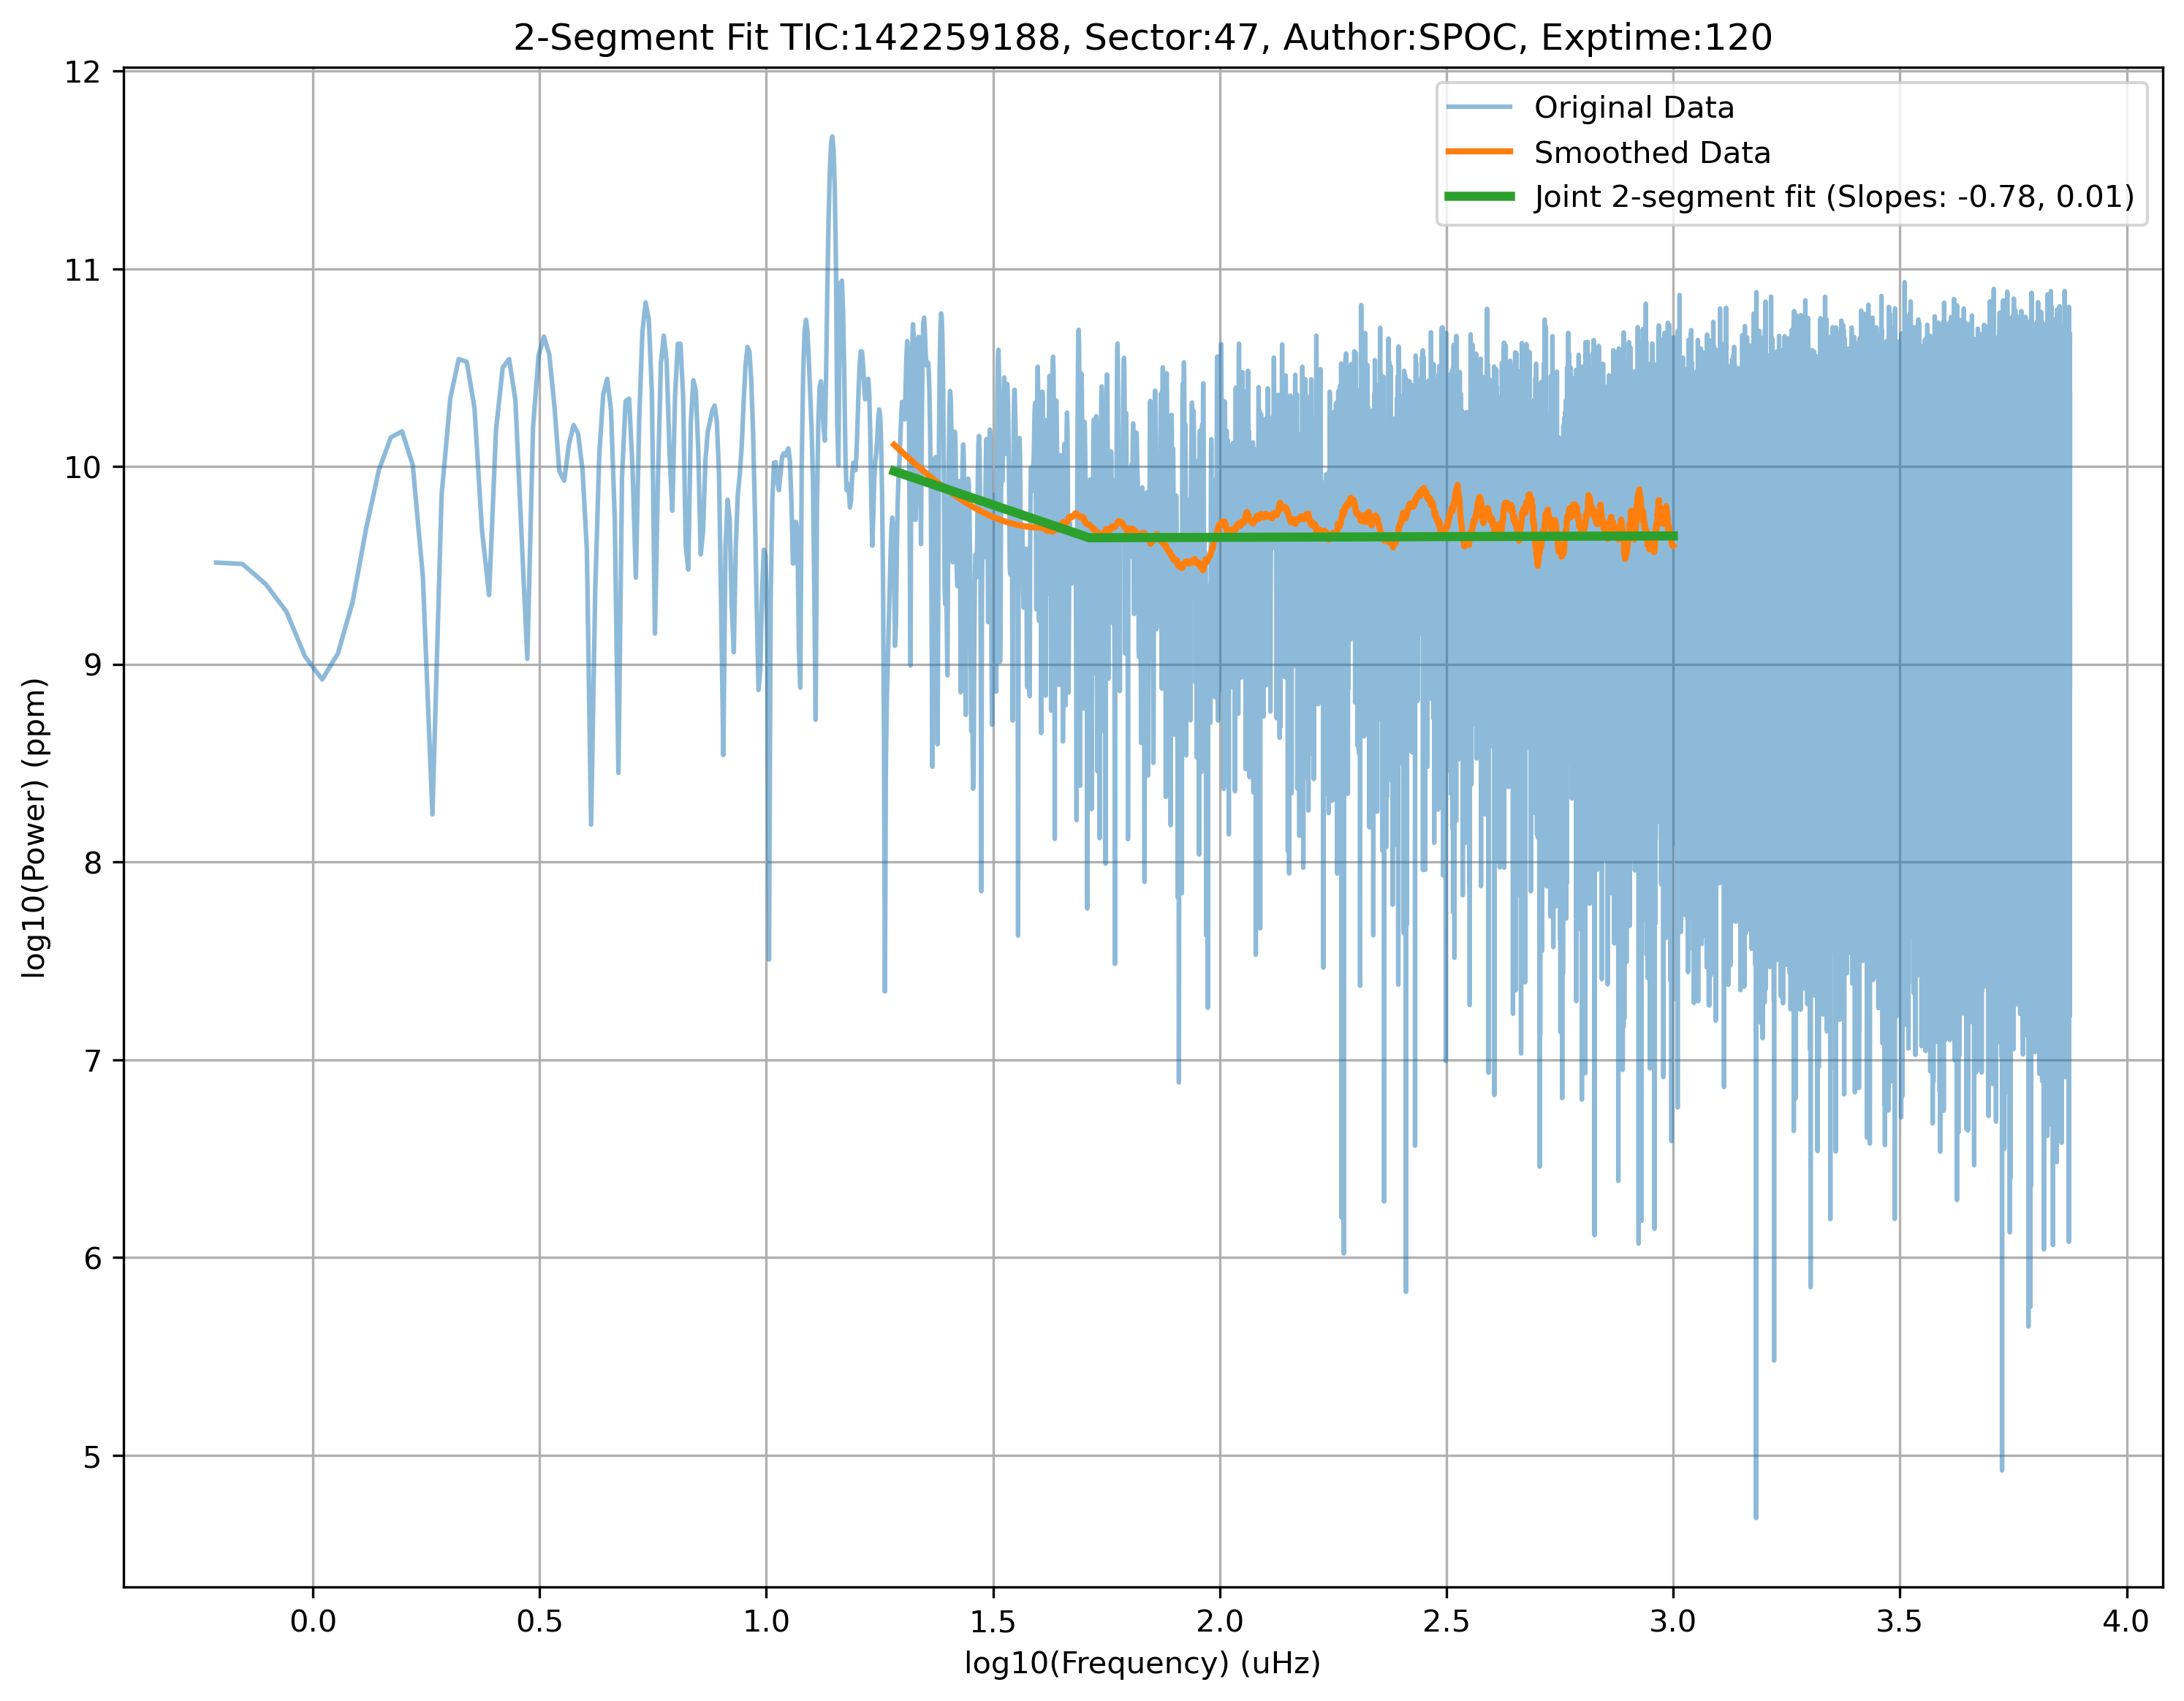 2-Segment Fit TIC:142259188, Sector:47, Author:SPOC, Exptime:120
Original Data
Smoothed Data
Joint 2-segment fit (Slopes: -0.78, 0.01)
12
11
10
9
8
7
6
5
log10(Power) (ppm)
0.0 0.5 1.0 1.5 2.0 2.5 3.0 3.5 4.0
log10(Frequency) (uHz)